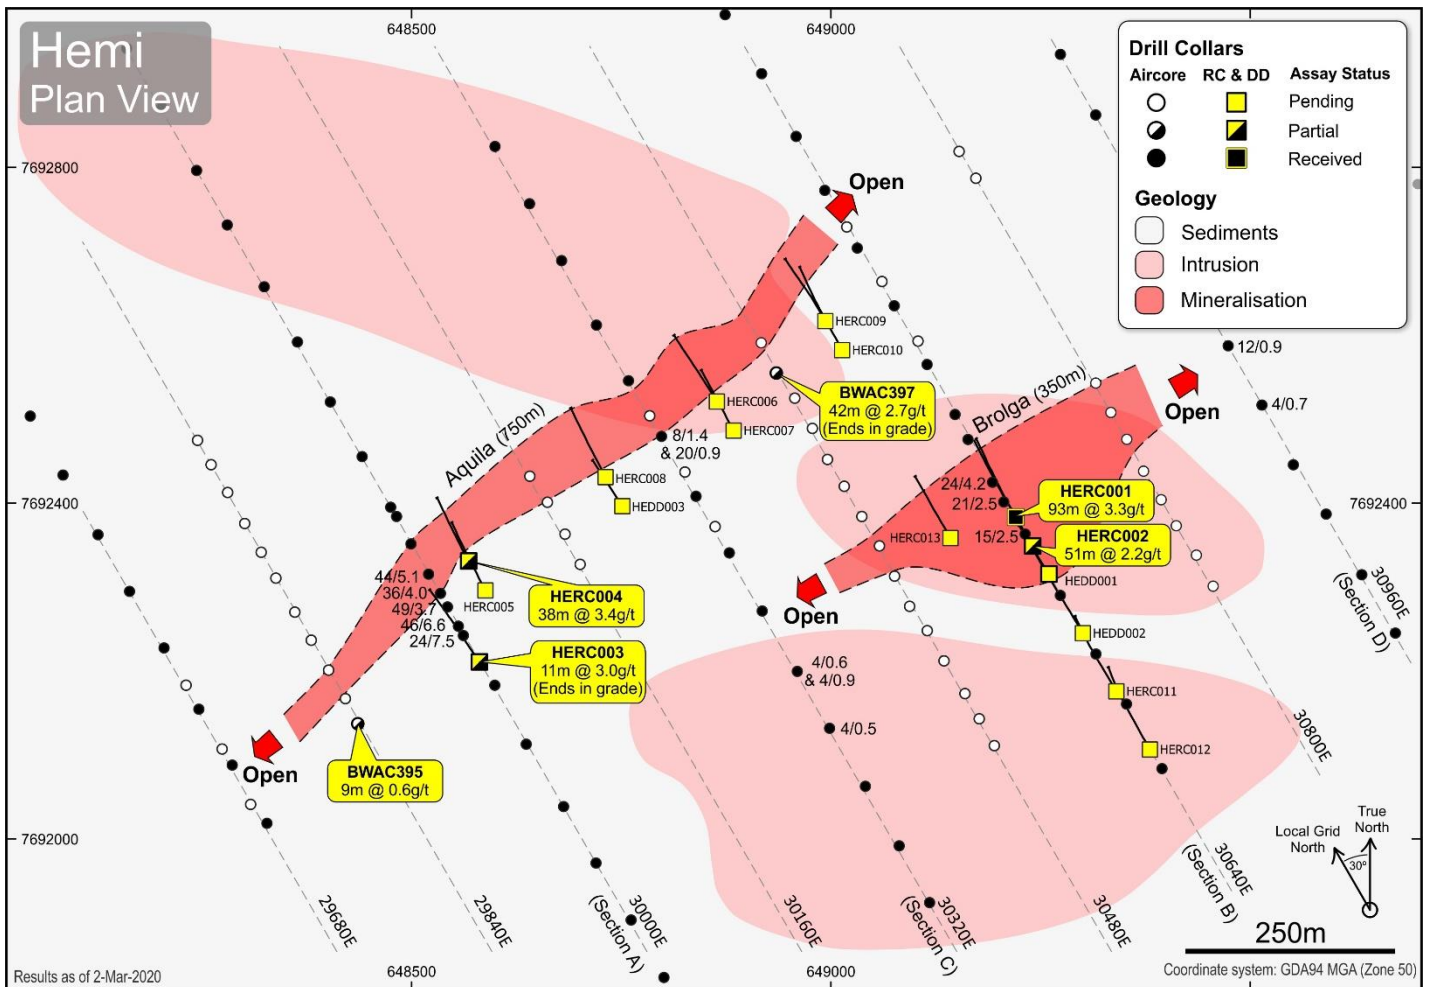 Hemi
Plan View
648500
649000
Drill Collars
Aircore
RC & DD
Assay Status
Pending
Partial
Received
Geology
Sediments
Intrusion
Mineralisation
7692800
Open
HERC009
HERC010
12/0.9
4/0.7
BWAC397
42m @ 2.7g/t
(Ends in grade)
Brolga (350m)
Open
HERC006
HERC007
8/1.4
& 20/0.9
Aquila (750m)
HERC008
HEDD003
24/4.2
21/2.5
15/2.5
HERC001
93m @ 3.3g/t
HERC002
51m @ 2.2g/t
7692400
7692400
HERC013
HEDD001
HEDD002
HERC011
HERC012
44/5.1
36/4.0
49/3.7
46/6.6
24/7.5
HERC005
HERC004
38m @ 3.4g/t
HERC003
11m @ 3.0g/t
(Ends in grade)
Open
4/0.6
& 4/0.9
4/0.5
30960E
(Section D)
30800E
Open
BWAC395
9m @ 0.6g/t
7692000
Local Grid
North
True
North
30º
29680E
29840E
30000E
(Section A)
30160E
30320E
(Section C)
30480E
30640E
(Section B)
250m
Results as of 2-Mar-2020
648500
649000
Coordinate system: GDA94 MGA (Zone 50)